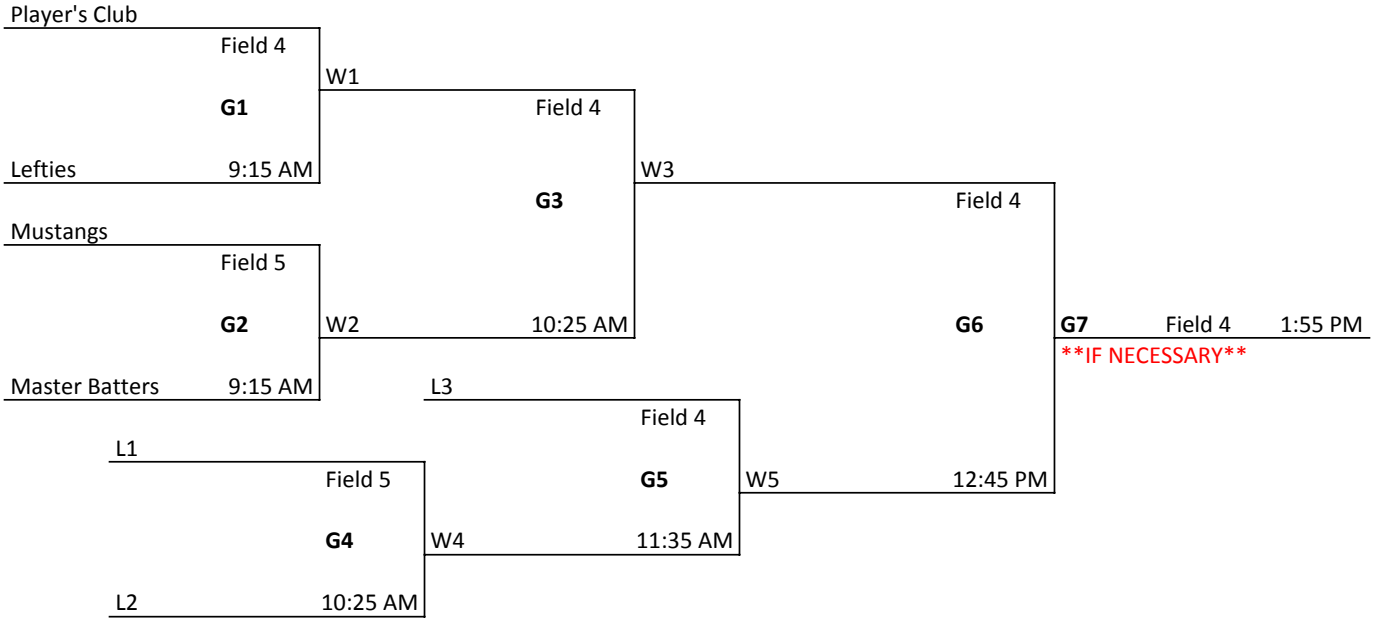 Player's Club
Field 4
W1
G1
Field 4
Lefties 9:15 AM
W3
G3
Field 4
Mustangs
Field 5
G2
W2
10:25 AM
G6
G7 Field 4 1:55 PM
**IF NECESSARY**
Master Batters 9:15 AM
L3
Field 4
L1
Field 5
G5
W5
12:45 PM
G4
W4
11:35 AM
L2 10:25 AM